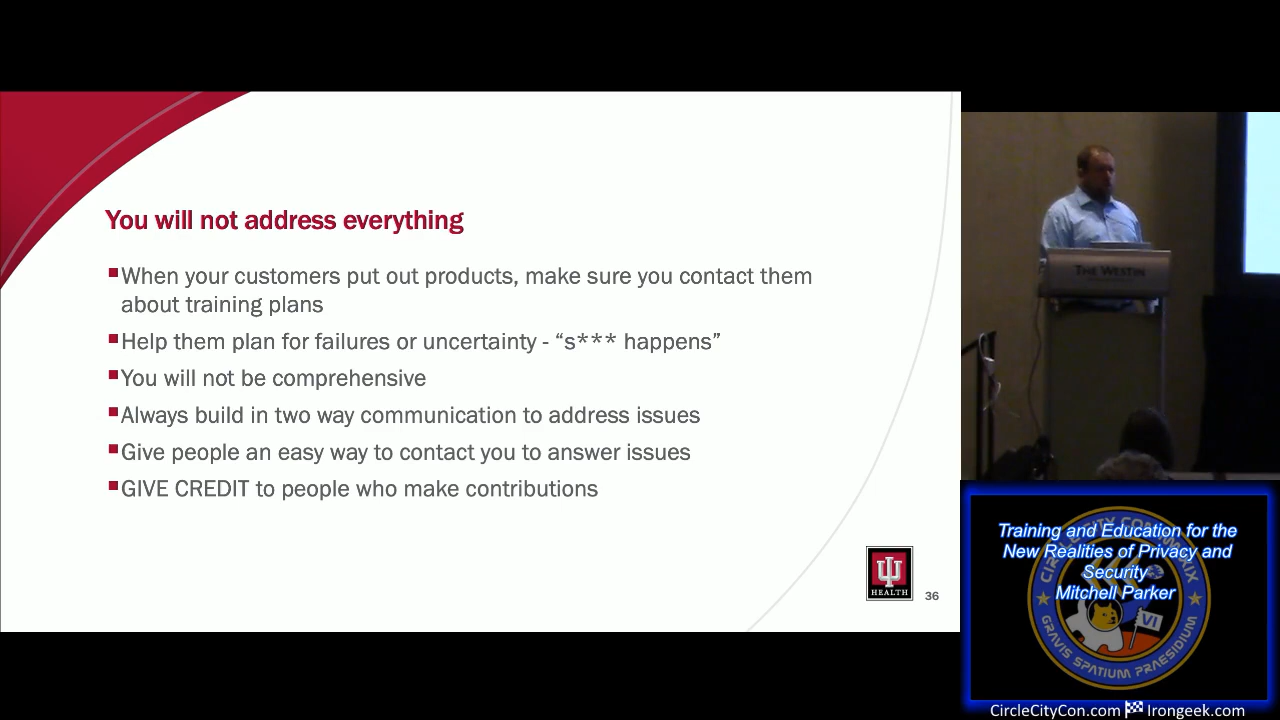 You will not address everything
▪When your customers put out products, make sure you contact them
about training plans
▪Help them plan for failures or uncertainty - “s*** happens”
▪You will not be comprehensive
▪Always build in two way communication to address issues
▪Give people an easy way to contact you to answer issues
▪GIVE CREDIT to people who make contributions
HEALTH
36
THE WESTIN
Training and Education for the
New Realities of Privacy and
Security
Mitchell Parker
VI
GRAVIS SPATIUM PRAESIDIUM
CircleCityCon.com Irongeek.com